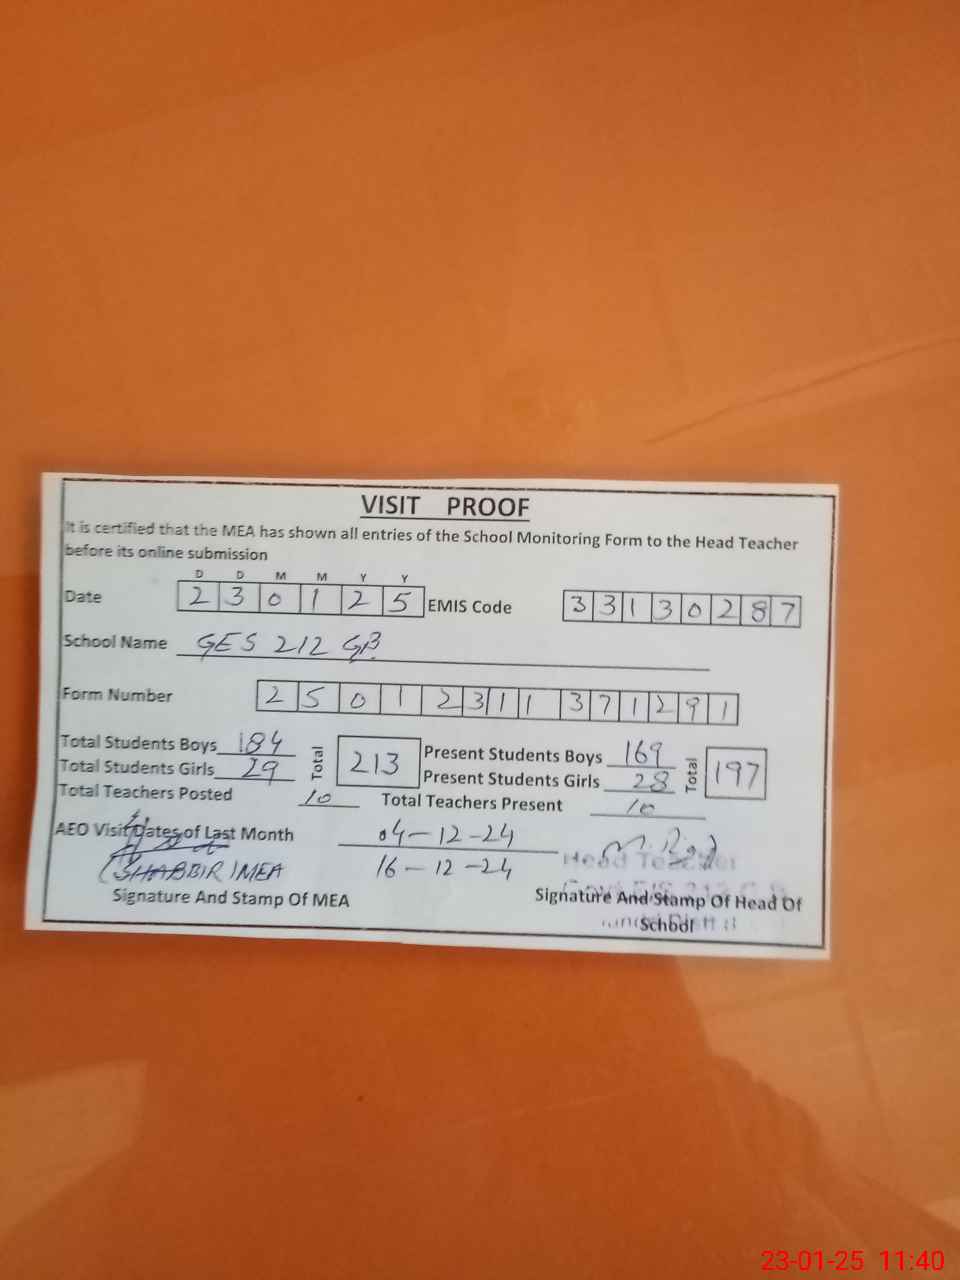 VISIT PROOF
It is certified that the MEA has shown all entries of the School Monitoring Form to the Head Teacher
before its online submission
D D M M Y Y
Date 2 3 0 1 2 5 EMIS Code 3 3 1 3 0 2 8 7
School Name GES 212 GB
Form Number 2 5 0 1 2 3 1 1 3 7 1 2 9 1
Total Students Boys 184 Total 213 Present Students Boys 169 Total 197
Total Students Girls 29 Present Students Girls 28
Total Teachers Posted 10 Total Teachers Present 10
AEO Visit Dates of Last Month 04-12-24
16-12-24
Head Teacher
(SHABBIR) MEA
Signature And Stamp Of MEA Signature And Stamp Of Head Of
School
23-01-25 11:40